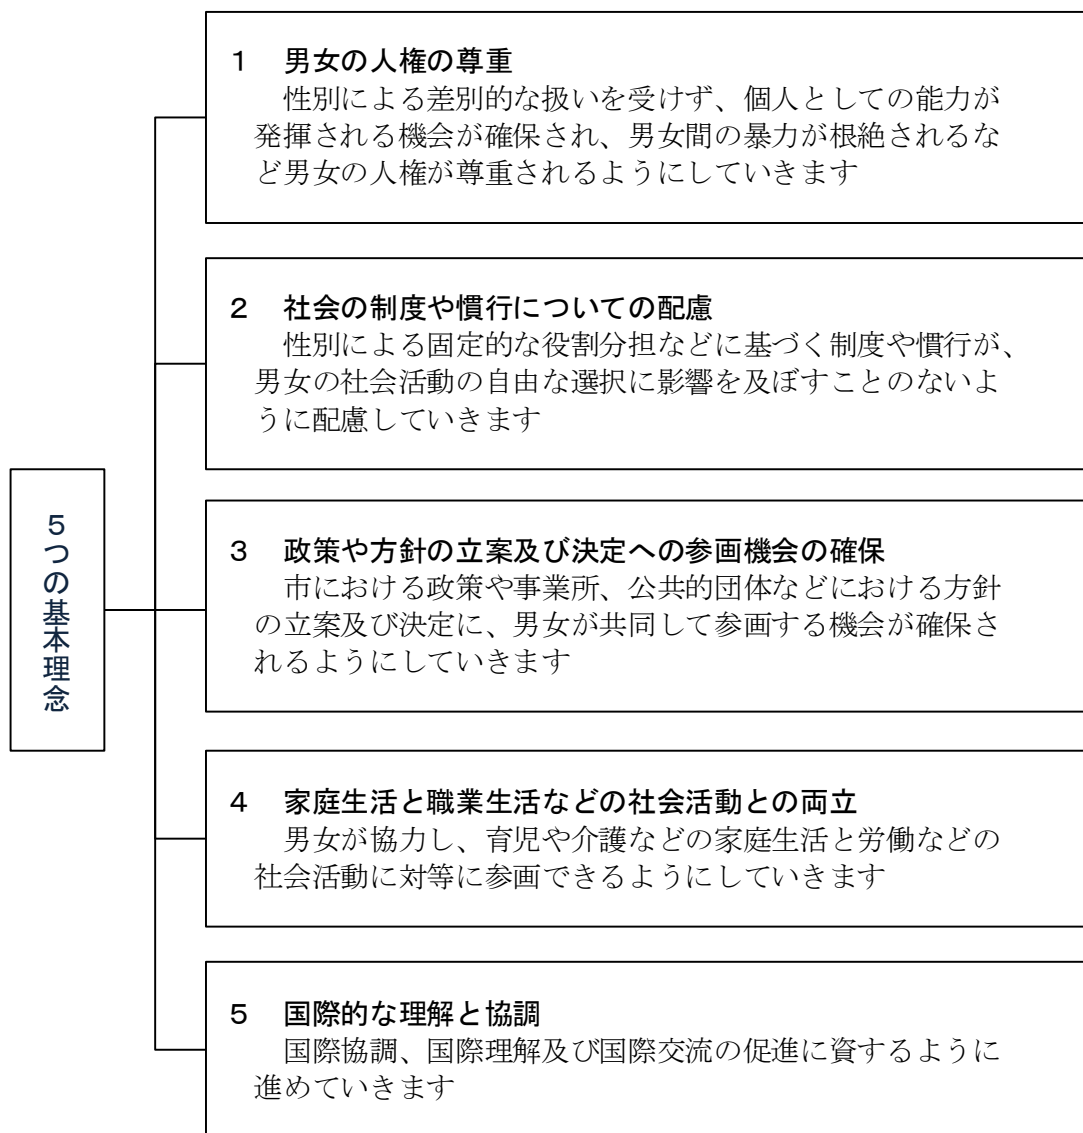 5つの基本理念
1 男女の人権の尊重
性別による差別的な扱いを受けず、個人としての能力が
発揮される機会が確保され、男女間の暴力が根絶されるな
ど男女の人権が尊重されるようにしていきます
2 社会の制度や慣行についての配慮
性別による固定的な役割分担などに基づく制度や慣行が、
男女の社会活動の自由な選択に影響を及ぼすことのないよ
うに配慮していきます
3 政策や方針の立案及び決定への参画機会の確保
市における政策や事業所、公共的団体などにおける方針
の立案及び決定に、男女が共同して参画する機会が確保さ
れるようにしていきます
4 家庭生活と職業生活などの社会活動との両立
男女が協力し、育児や介護などの家庭生活と労働などの
社会活動に対等に参画できるようにしていきます
5 国際的な理解と協調
国際協調、国際理解及び国際交流の促進に資するように
進めていきます